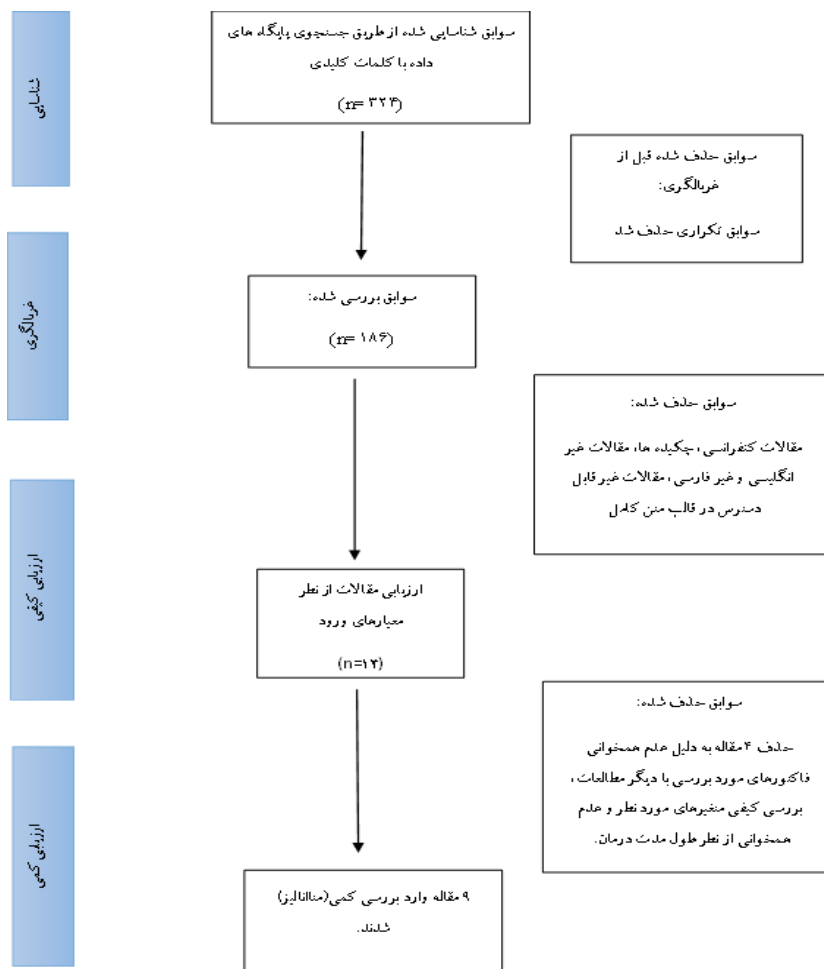 سوابق شناسایی شده از طریق جستجوی پایگاه های
داده با کلمات کلیدی
(n= ۳۲۴)
شناسایی
سوابق حذف شده قبل از
غربالگری:
سوابق تکراری حذف شد
غربالگری
سوابق بررسی شده:
(n= ۱۸۶)
سوابق حذف شده:
مقالات کنفرانسی، چکیده ها، مقالات غیر
انگلیسی و غیر فارسی، مقالات غیر قابل
دسترس در قالب متن کامل
ارزیابی کیفی
ارزیابی مقالات از نظر
معیارهای ورود
(n=۱۴)
سوابق حذف شده:
حذف ۴ مقاله به دلیل عدم همخوانی
فاکتورهای مورد بررسی با دیگر مطالعات،
بررسی کیفی متغیرهای مورد نظر و عدم
همخوانی از نظر طول مدت درمان.
ارزیابی کمی
۹ مقاله وارد بررسی کمی(متاانالیز)
شدند.